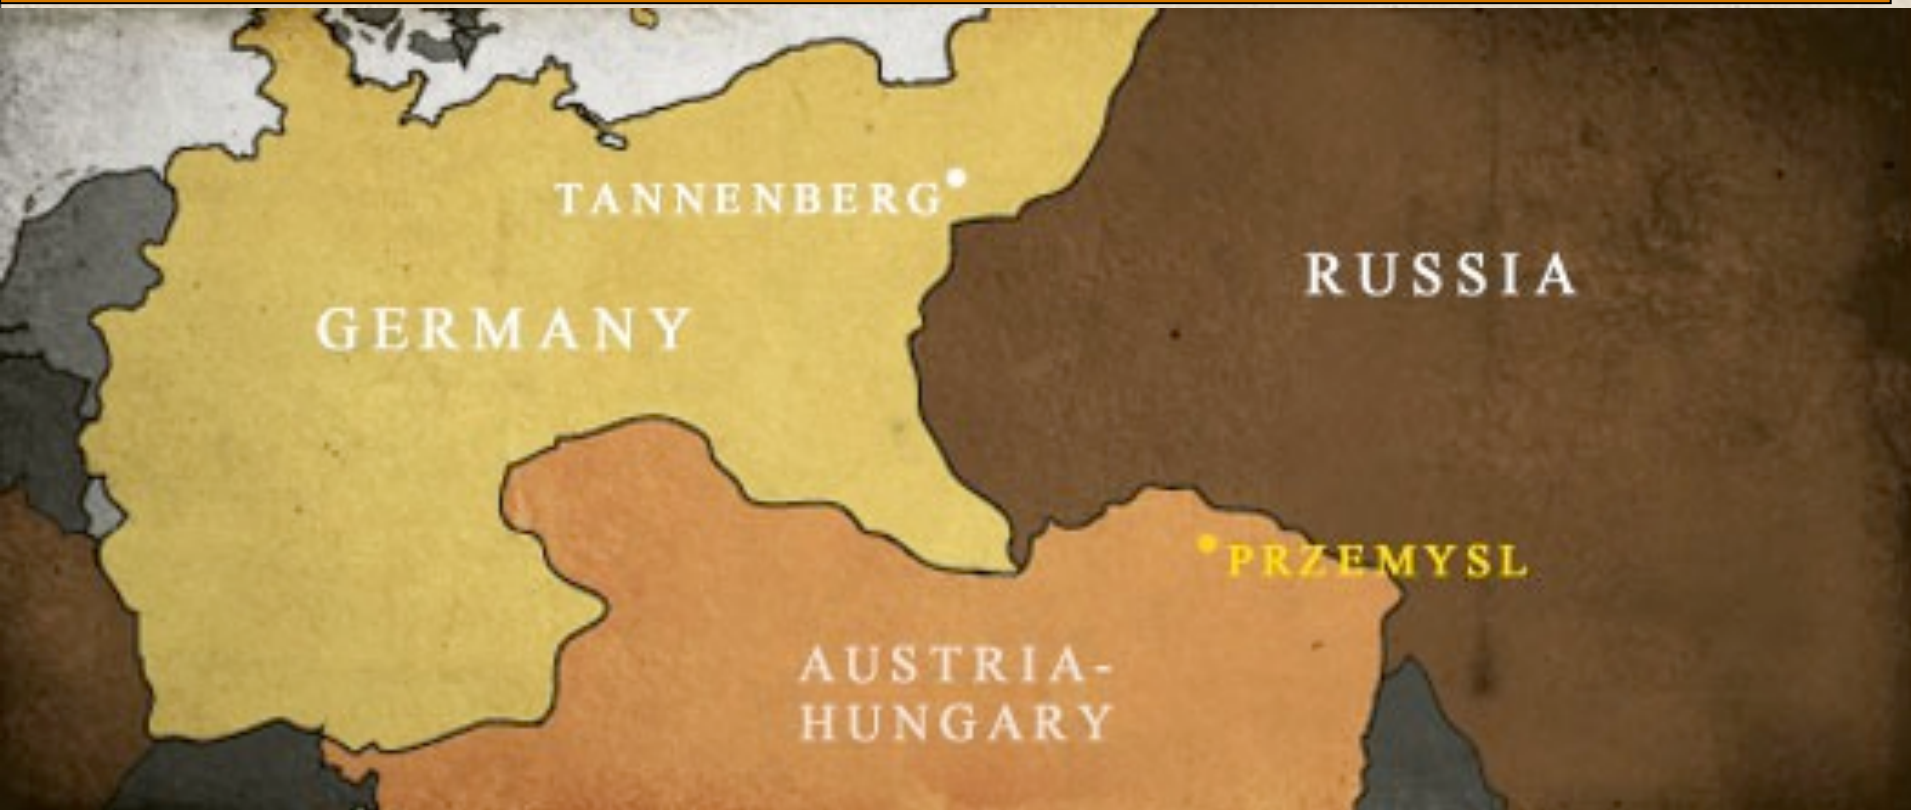 TANNENBERG
RUSSIA
GERMANY
PRZEMYSL
AUSTRIA-
HUNGARY